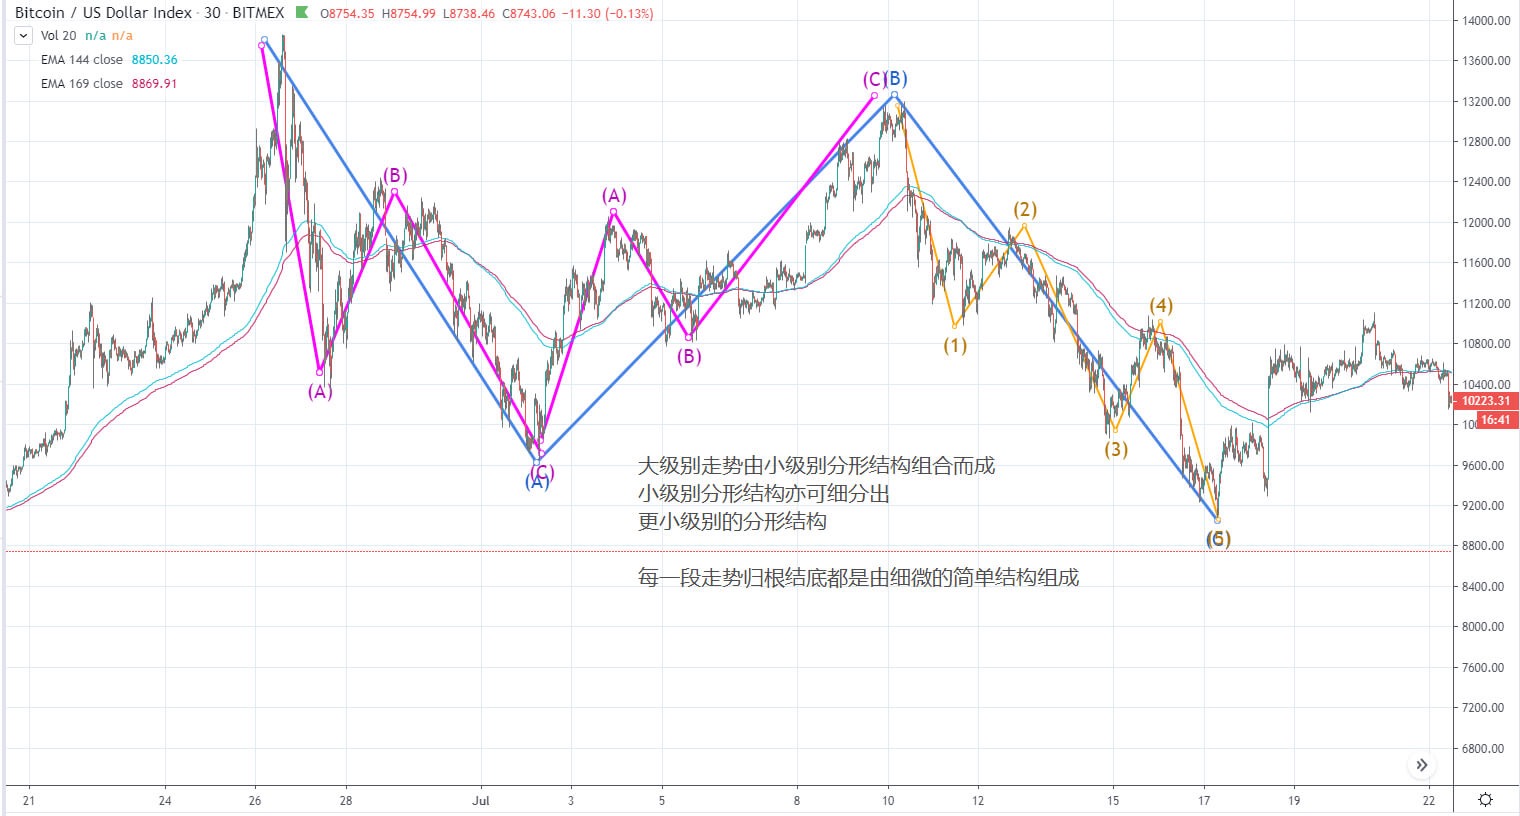 Bitcoin / US Dollar Index · 30 · BITMEX O8754.35 H8754.99 L8738.46 C8743.06 −11.30 (−0.13%)
Vol 20 n/a n/a
EMA 144 close 8850.36
EMA 169 close 8869.91
14000.00
13600.00
13200.00
12800.00
12400.00
12000.00
11600.00
11200.00
10800.00
10400.00
10223.31
16:41
9600.00
9200.00
8800.00
8400.00
8000.00
7600.00
7200.00
6800.00
(C)
(B)
(B)
(A)
(2)
(4)
(1)
(B)
(A)
(3)
(C)
(A)
(5)
大级别走势由小级别分形结构组合而成
小级别分形结构亦可细分出
更小级别的分形结构
每一段走势归根结底都是由细微的简单结构组成
21 24 26 28 Jul 3 5 8 10 12 15 17 19 22